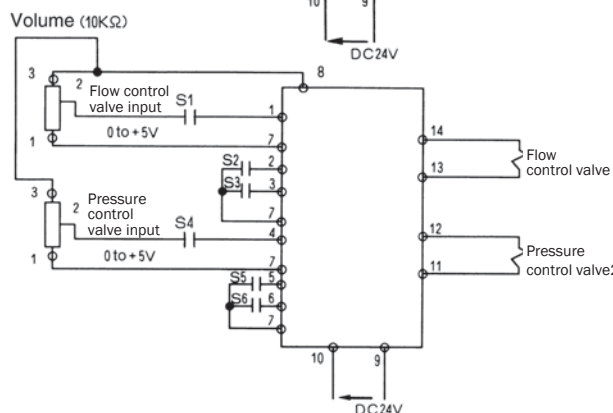 10 9
DC24V
Volume (10KΩ)
3
2 Flow control
valve input
S1
1
0 to +5V
8
1
7
S2
2
S3
3
7
3
2
Pressure
control
valve input
S4
4
1
0 to +5V
7
S5 5
S6 6
7
14
13
Flow
control valve
12
11
Pressure
control valve2
10 9
DC24V